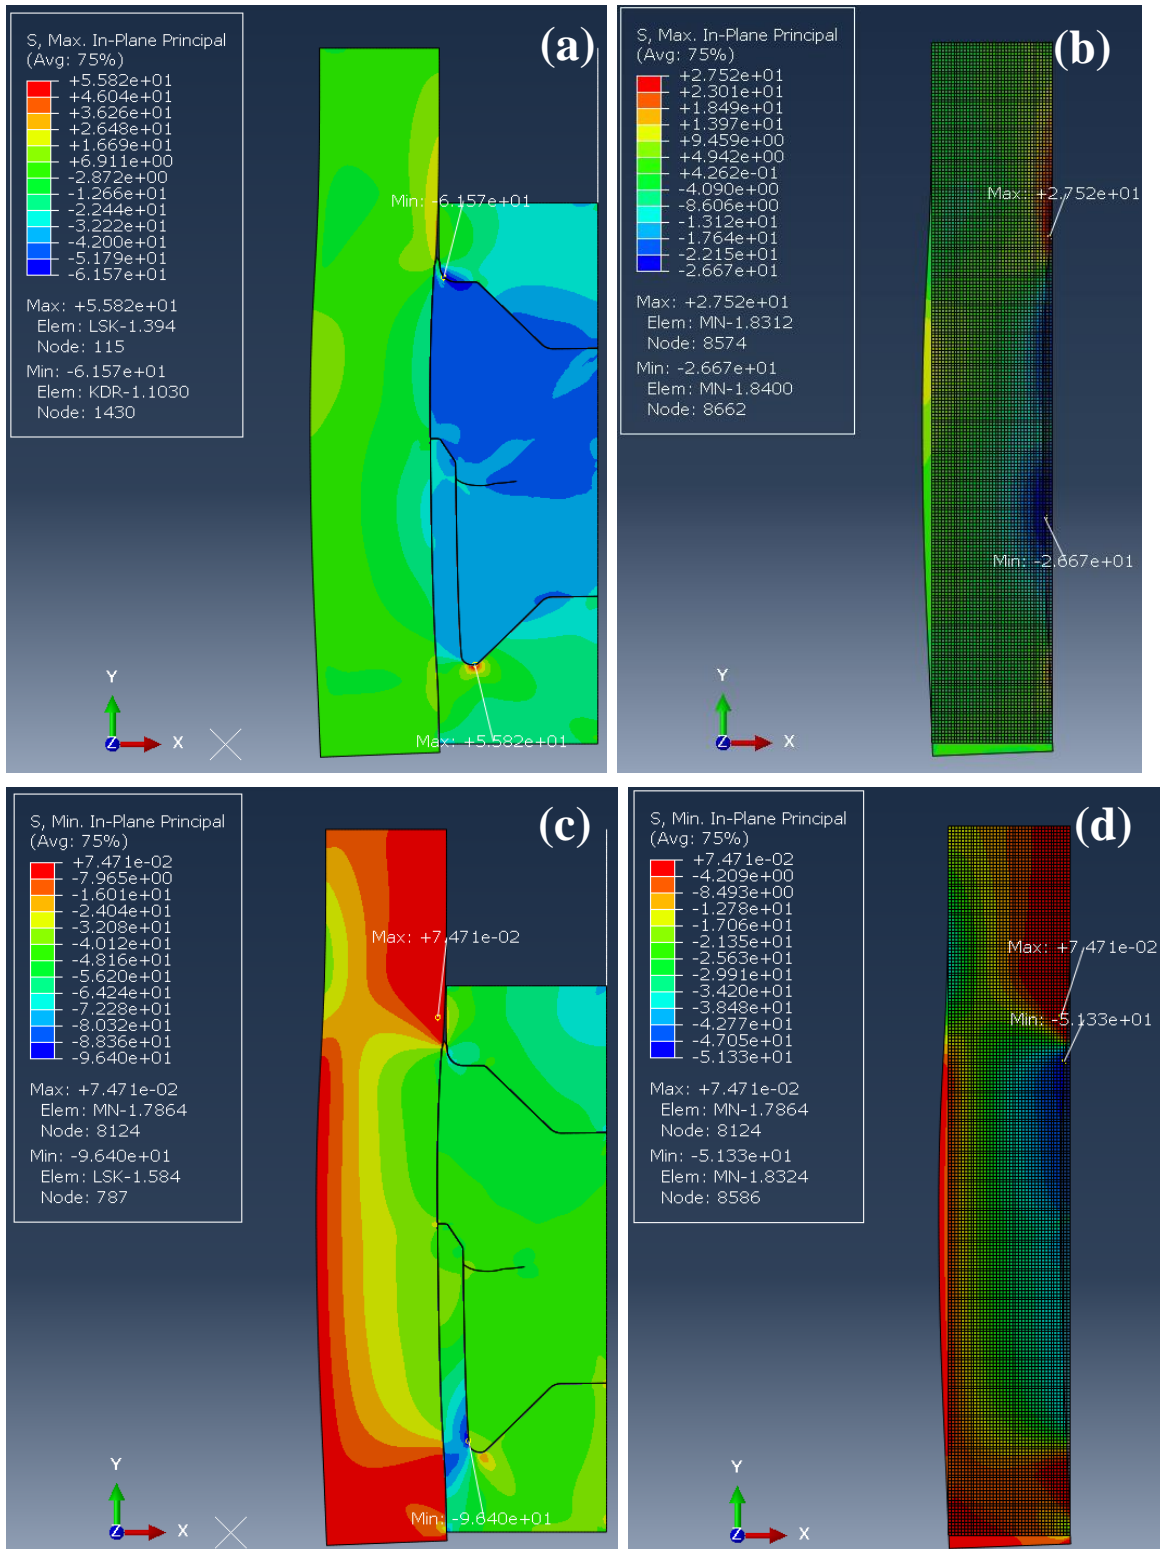 (a)
S, Max. In-Plane Principal
(Avg: 75%)
+5.582e+01
+4.604e+01
+3.626e+01
+2.648e+01
+1.669e+01
+6.911e+00
-2.872e+00
-1.266e+01
-2.244e+01
-3.222e+01
-4.200e+01
-5.179e+01
-6.157e+01
Max: +5.582e+01
Elem: LSK-1.394
Node: 115
Min: -6.157e+01
Elem: KDR-1.1030
Node: 1430
Min: -6.157e+01
Max: +5.582e+01
Y
Z
X
(b)
S, Max. In-Plane Principal
(Avg: 75%)
+2.752e+01
+2.301e+01
+1.849e+01
+1.397e+01
+9.459e+00
+4.942e+00
+4.262e-01
-4.090e+00
-8.606e+00
-1.312e+01
-1.764e+01
-2.215e+01
-2.667e+01
Max: +2.752e+01
Elem: MN-1.8312
Node: 8574
Min: -2.667e+01
Elem: MN-1.8400
Node: 8662
Max: +2.752e+01
Min: -2.667e+01
Y
Z
X
(c)
S, Min. In-Plane Principal
(Avg: 75%)
+7.471e-02
-7.965e+00
-1.601e+01
-2.404e+01
-3.208e+01
-4.012e+01
-4.816e+01
-5.620e+01
-6.424e+01
-7.228e+01
-8.032e+01
-8.836e+01
-9.640e+01
Max: +7.471e-02
Elem: MN-1.7864
Node: 8124
Min: -9.640e+01
Elem: LSK-1.584
Node: 787
Max: +7.471e-02
Min: -9.640e+01
Y
Z
X
(d)
S, Min. In-Plane Principal
(Avg: 75%)
+7.471e-02
-4.209e+00
-8.493e+00
-1.278e+01
-1.706e+01
-2.135e+01
-2.563e+01
-2.991e+01
-3.420e+01
-3.848e+01
-4.277e+01
-4.705e+01
-5.133e+01
Max: +7.471e-02
Elem: MN-1.7864
Node: 8124
Min: -5.133e+01
Elem: MN-1.8324
Node: 8586
Max: +7.471e-02
Min: -5.133e+01
Y
Z
X